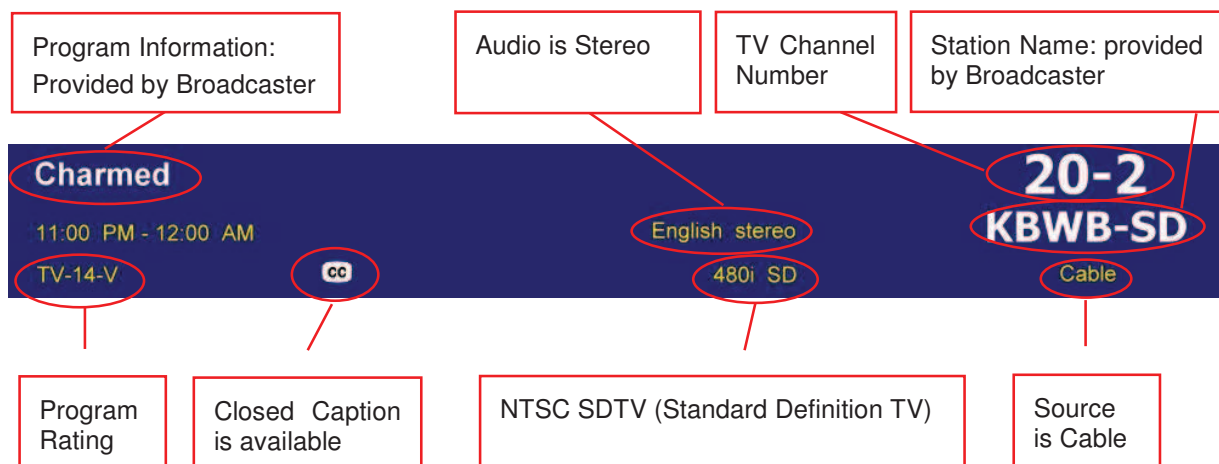 Program Information:
Provided by Broadcaster
Audio is Stereo
TV Channel
Number
Station Name: provided
by Broadcaster
Charmed
20-2
11:00 PM - 12:00 AM
English stereo
KBWB-SD
TV-14-V
CC
480i SD
Cable
Program
Rating
Closed Caption
is available
NTSC SDTV (Standard Definition TV)
Source
is Cable